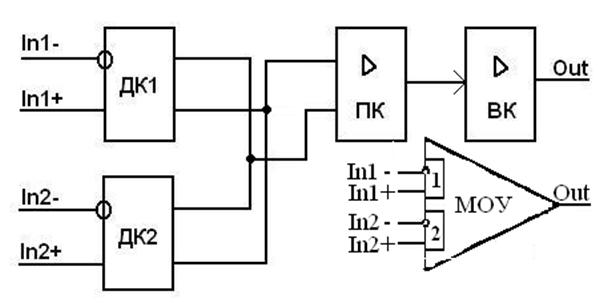 In1-
In1+
ДК1
ПК
ВК
Out
In2-
In2+
ДК2
In1 -
In1+
1
In2 -
In2+
2
МОУ
Out